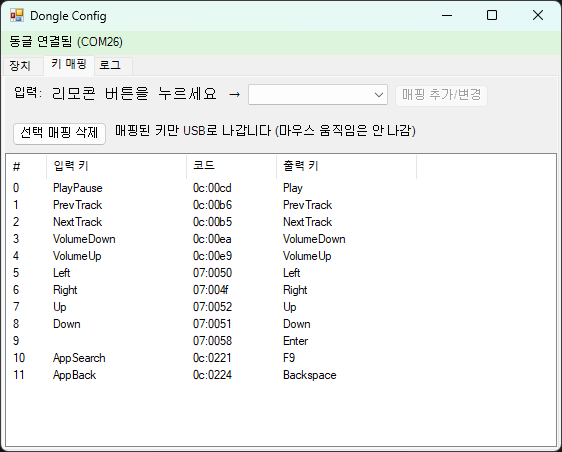 Dongle Config
동글 연결됨 (COM26)
장치 키 매핑 로그
입력: 리모콘 버튼을 누르세요 → 매핑 추가/변경
선택 매핑 삭제 매핑된 키만 USB로 나갑니다 (마우스 움직임은 안 나감)
# 입력 키 코드 출력 키
0 PlayPause 0c:00cd Play
1 PrevTrack 0c:00b6 PrevTrack
2 NextTrack 0c:00b5 NextTrack
3 VolumeDown 0c:00ea VolumeDown
4 VolumeUp 0c:00e9 VolumeUp
5 Left 07:0050 Left
6 Right 07:004f Right
7 Up 07:0052 Up
8 Down 07:0051 Down
9 07:0058 Enter
10 AppSearch 0c:0221 F9
11 AppBack 0c:0224 Backspace